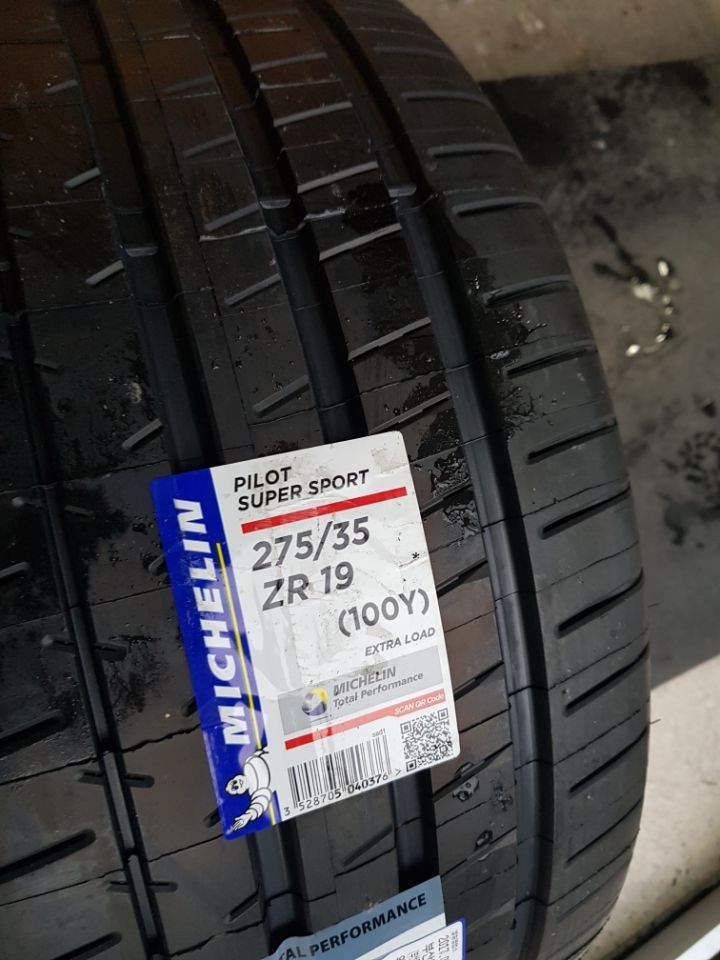 MICHELIN
PILOT
SUPER SPORT
275/35
ZR 19 *
(100Y)
EXTRA LOAD
MICHELIN
Total Performance
SCAN QR Code
sad1
3 528705 040376 >
AL PERFORMANCE